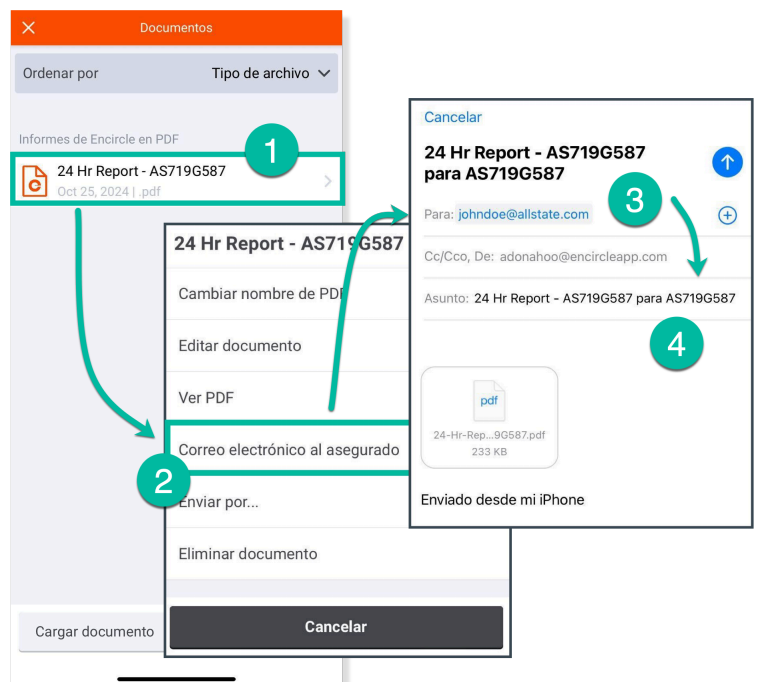 Documentos
Ordenar por
Tipo de archivo
Informes de Encircle en PDF
1
24 Hr Report - AS719G587
Oct 25, 2024 | .pdf
24 Hr Report - AS719G587
Cambiar nombre de PDF
Editar documento
Ver PDF
Correo electrónico al asegurado
2
Enviar por...
Eliminar documento
Cancelar
Cargar documento
Cancelar
24 Hr Report - AS719G587
para AS719G587
3
Para: johndoe@allstate.com
Cc/Cco, De: adonahoo@encircleapp.com
Asunto: 24 Hr Report - AS719G587 para AS719G587
4
pdf
24-Hr-Rep...9G587.pdf
233 KB
Enviado desde mi iPhone